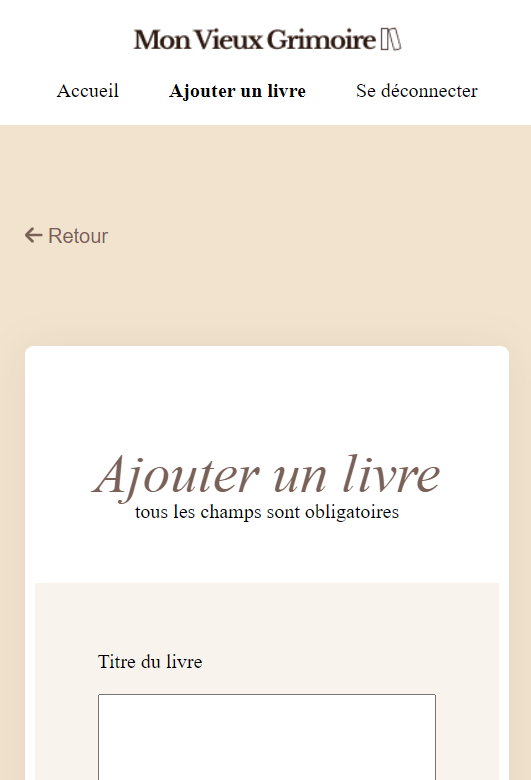 Mon Vieux Grimoire
Accueil Ajouter un livre Se déconnecter
Retour
Ajouter un livre
tous les champs sont obligatoires
Titre du livre